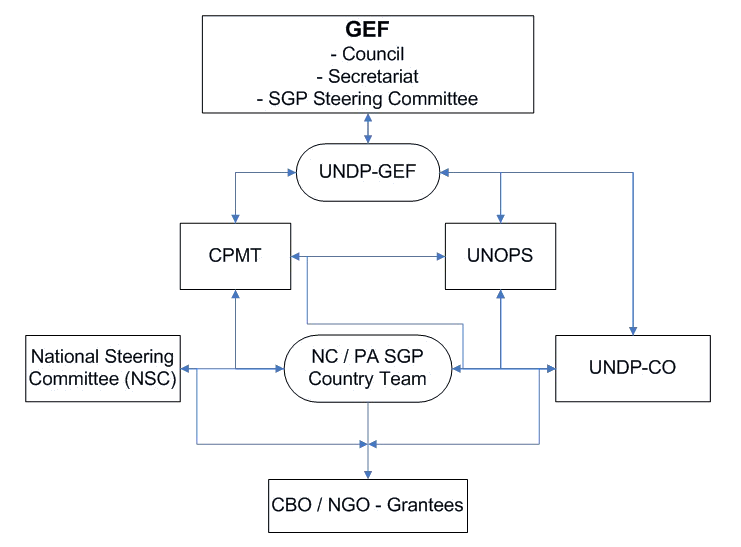 GEF
- Council
- Secretariat
- SGP Steering Committee
UNDP-GEF
CPMT
UNOPS
National Steering
Committee (NSC)
NC / PA SGP
Country Team
UNDP-CO
CBO / NGO - Grantees